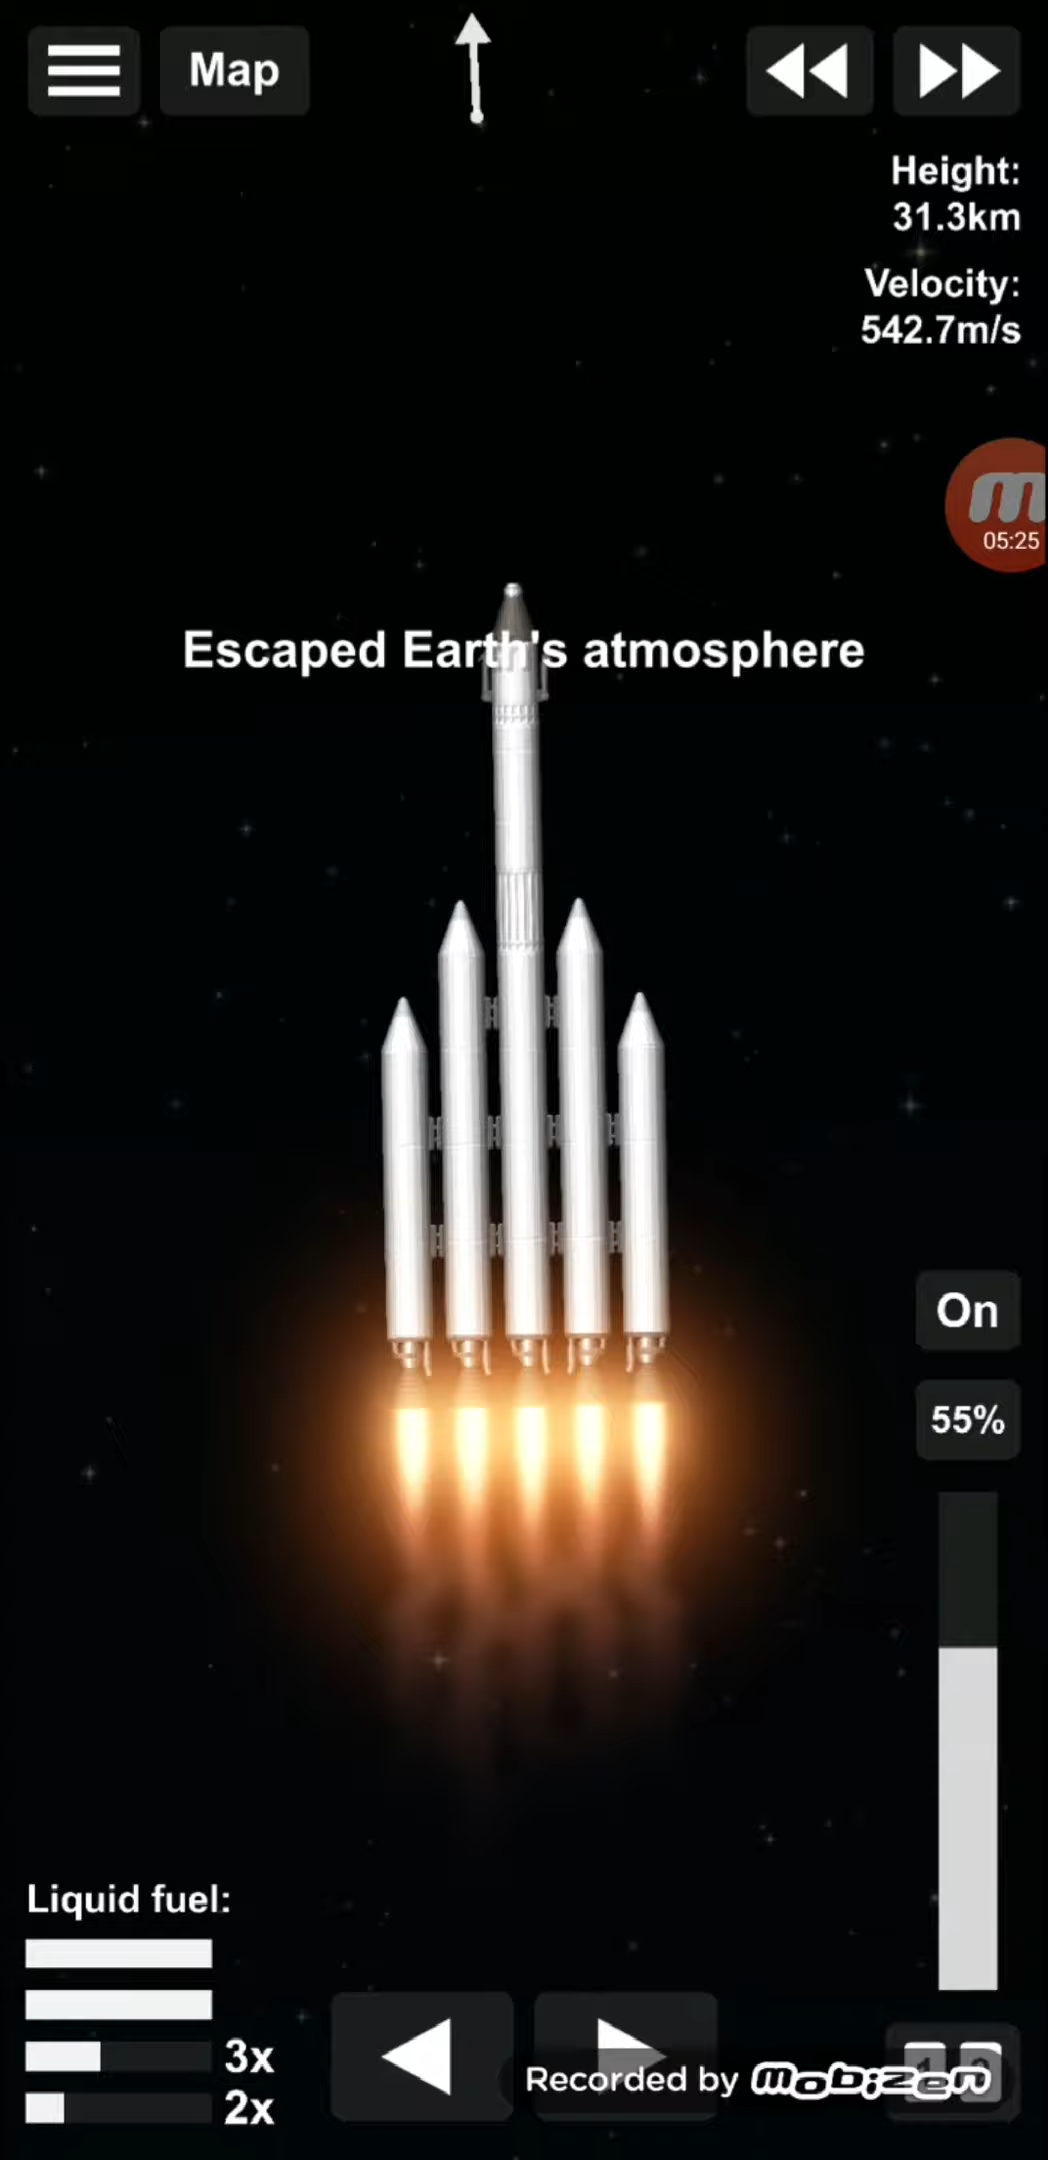 Map
Height:
31.3km
Velocity:
542.7m/s
m
05:25
Escaped Earth's atmosphere
On
55%
Liquid fuel:
3x
2x
Recorded by mobizen